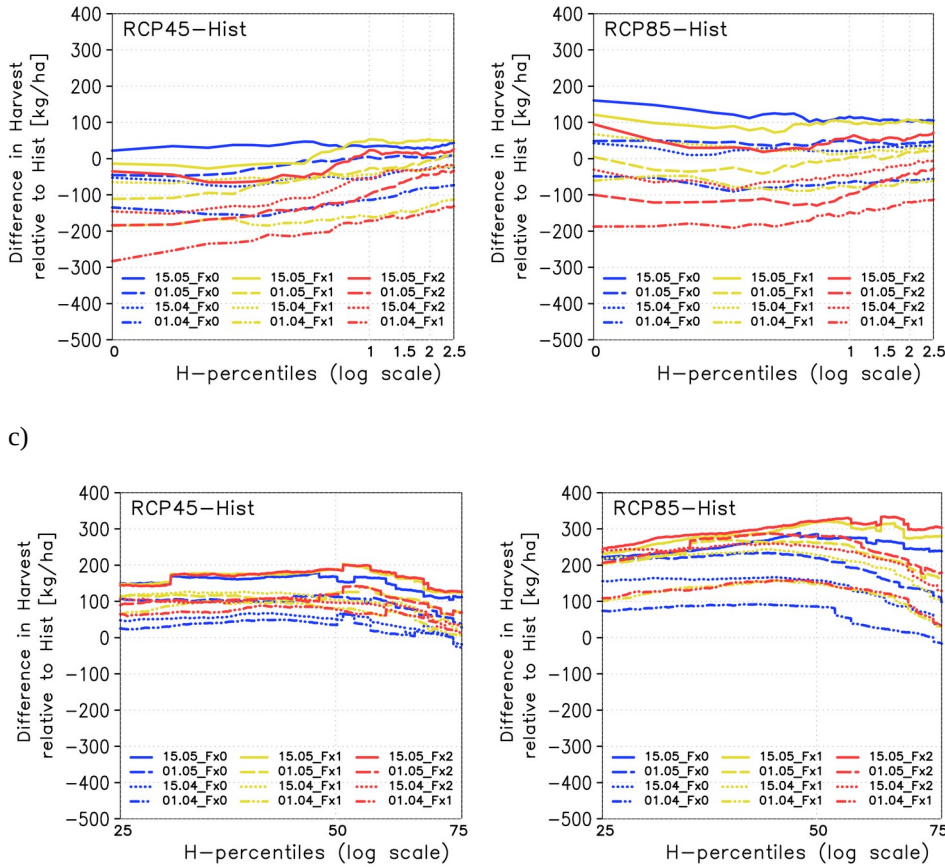 RCP45-Hist
Difference in Harvest
relative to Hist [kg/ha]
400
300
200
100
0
-100
-200
-300
-400
-500
15.05_Fx0 15.05_Fx1 15.05_Fx2
01.05_Fx0 01.05_Fx1 01.05_Fx2
15.04_Fx0 15.04_Fx1 15.04_Fx2
01.04_Fx0 01.04_Fx1 01.04_Fx1
0 1 1.5 2 2.5
H-percentiles (log scale)
RCP85-Hist
Difference in Harvest
relative to Hist [kg/ha]
400
300
200
100
0
-100
-200
-300
-400
-500
15.05_Fx0 15.05_Fx1 15.05_Fx2
01.05_Fx0 01.05_Fx1 01.05_Fx2
15.04_Fx0 15.04_Fx1 15.04_Fx2
01.04_Fx0 01.04_Fx1 01.04_Fx1
0 1 1.5 2 2.5
H-percentiles (log scale)
c)
RCP45-Hist
Difference in Harvest
relative to Hist [kg/ha]
400
300
200
100
0
-100
-200
-300
-400
-500
15.05_Fx0 15.05_Fx1 15.05_Fx2
01.05_Fx0 01.05_Fx1 01.05_Fx2
15.04_Fx0 15.04_Fx1 15.04_Fx2
01.04_Fx0 01.04_Fx1 01.04_Fx1
25 50 75
H-percentiles (log scale)
RCP85-Hist
Difference in Harvest
relative to Hist [kg/ha]
400
300
200
100
0
-100
-200
-300
-400
-500
15.05_Fx0 15.05_Fx1 15.05_Fx2
01.05_Fx0 01.05_Fx1 01.05_Fx2
15.04_Fx0 15.04_Fx1 15.04_Fx2
01.04_Fx0 01.04_Fx1 01.04_Fx1
25 50 75
H-percentiles (log scale)